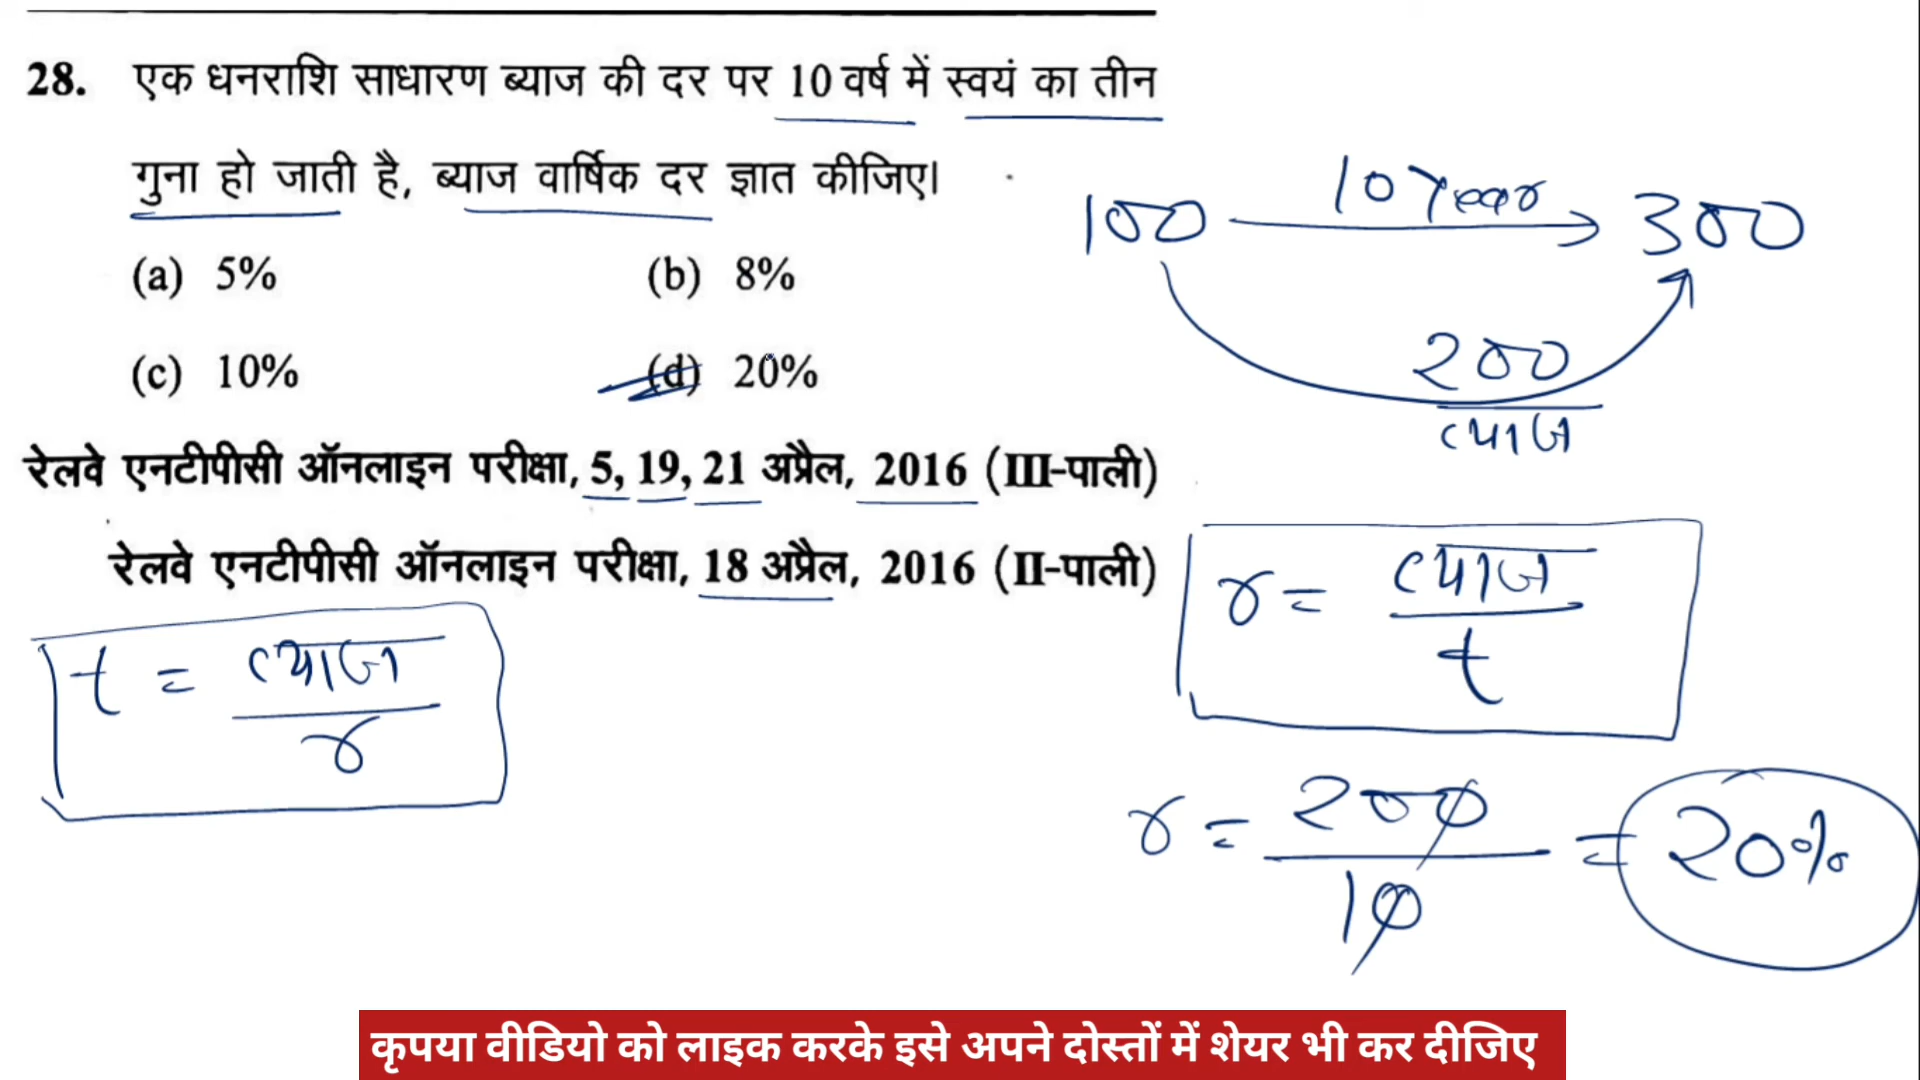 28. एक धनराशि साधारण ब्याज की दर पर 10 वर्ष में स्वयं का तीन
गुना हो जाती है, ब्याज वार्षिक दर ज्ञात कीजिए।
(a) 5% (b) 8%
(c) 10% (d) 20%
रेलवे एनटीपीसी ऑनलाइन परीक्षा, 5, 19, 21 अप्रैल, 2016 (III-पाली)
रेलवे एनटीपीसी ऑनलाइन परीक्षा, 18 अप्रैल, 2016 (II-पाली)
100 → 10 Year 300
200
ब्याज
r = ब्याज / t
t = ब्याज / r
r = 200 / 10 = 20%
कृपया वीडियो को लाइक करके इसे अपने दोस्तों में शेयर भी कर दीजिए